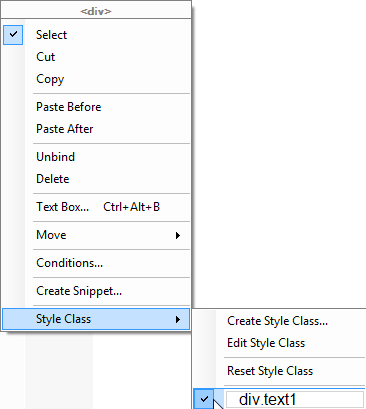 <div>
Select
Cut
Copy
Paste Before
Paste After
Unbind
Delete
Text Box... Ctrl+Alt+B
Move
Conditions...
Create Snippet...
Style Class
Create Style Class...
Edit Style Class
Reset Style Class
div.text1